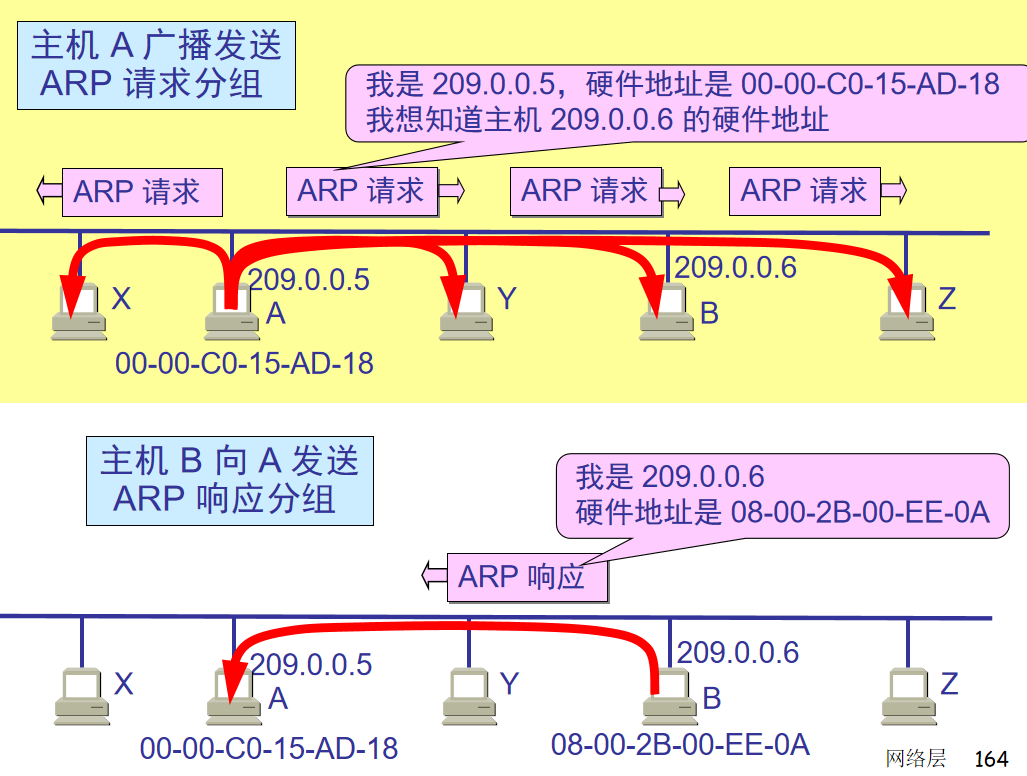 主机 A 广播发送
ARP 请求分组
我是 209.0.0.5，硬件地址是 00-00-C0-15-AD-18
我想知道主机 209.0.0.6 的硬件地址
ARP 请求
ARP 请求
ARP 请求
ARP 请求
209.0.0.5
209.0.0.6
X
A
Y
B
Z
00-00-C0-15-AD-18
主机 B 向 A 发送
ARP 响应分组
我是 209.0.0.6
硬件地址是 08-00-2B-00-EE-0A
ARP 响应
209.0.0.5
209.0.0.6
X
A
Y
B
Z
00-00-C0-15-AD-18
08-00-2B-00-EE-0A
网络层 164